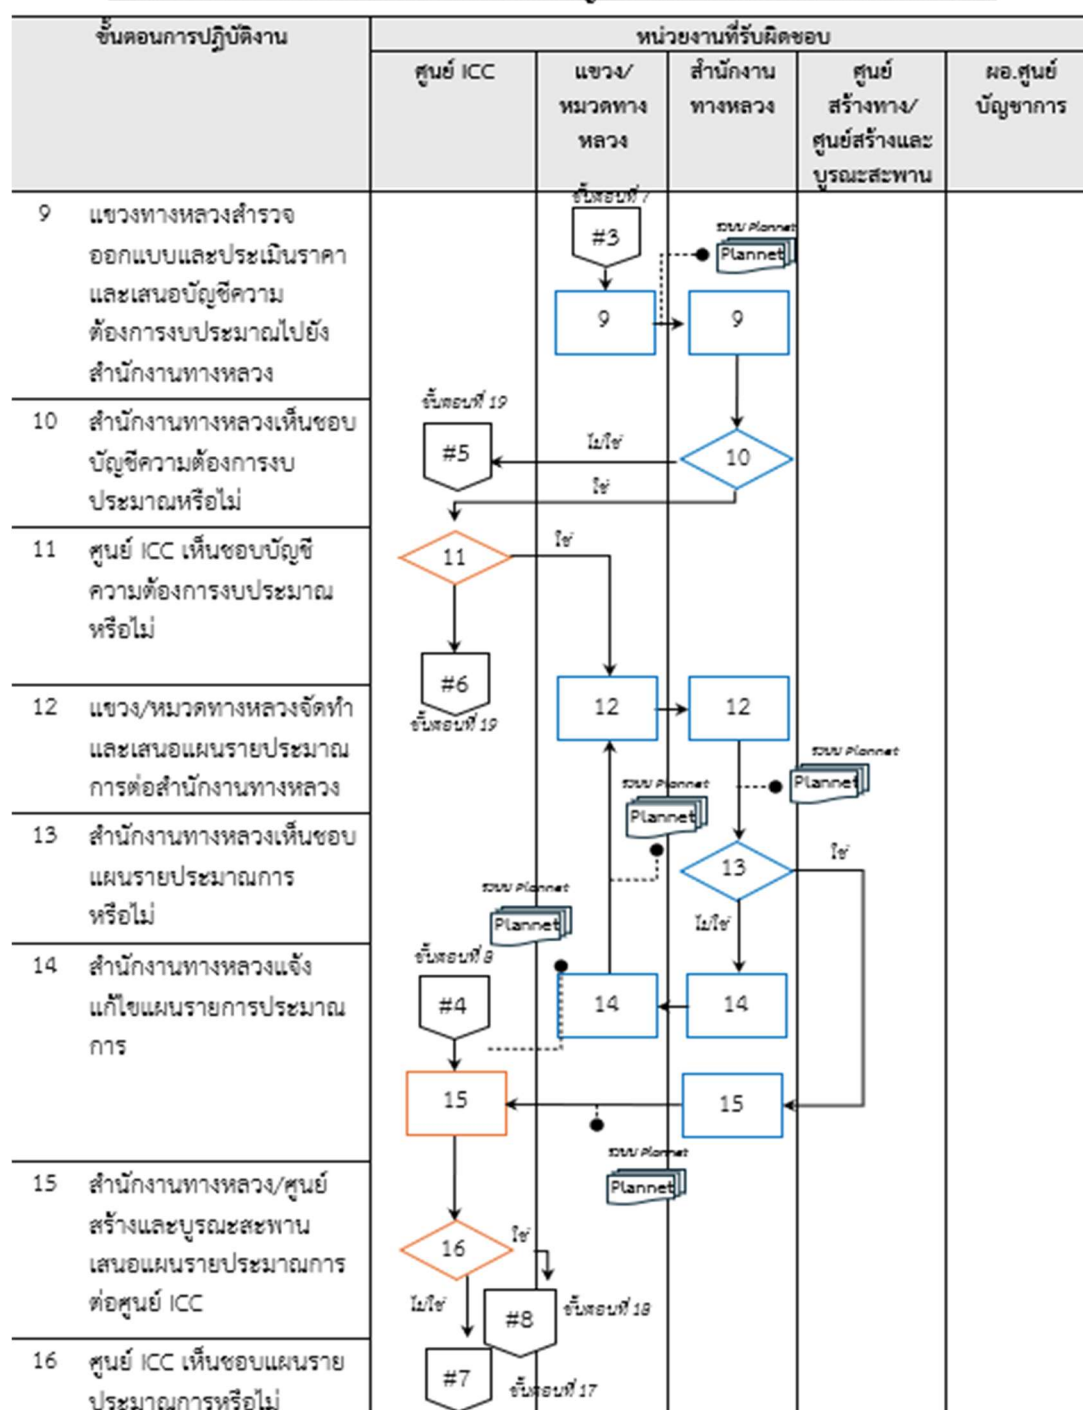 ขั้นตอนการปฏิบัติงาน
หน่วยงานที่รับผิดชอบ
ศูนย์ ICC
แขวง/
หมวดทาง
หลวง
สำนักงาน
ทางหลวง
ศูนย์
สร้างทาง/
ศูนย์สร้างและ
บูรณะสะพาน
ผอ.ศูนย์
บัญชาการ
9 แขวงทางหลวงสำรวจ
ออกแบบและประเมินราคา
และเสนอบัญชีความ
ต้องการงบประมาณไปยัง
สำนักงานทางหลวง
ขั้นตอนที่ 7
#3
ระบบ Plannet
Plannet
9
9
10 สำนักงานทางหลวงเห็นชอบ
บัญชีความต้องการงบ
ประมาณหรือไม่
ขั้นตอนที่ 19
#5
ไม่ใช่
10
ใช่
11 ศูนย์ ICC เห็นชอบบัญชี
ความต้องการงบประมาณ
หรือไม่
11
ใช่
#6
ขั้นตอนที่ 19
12 แขวง/หมวดทางหลวงจัดทำ
และเสนอแผนรายประมาณ
การต่อสำนักงานทางหลวง
12
12
ระบบ Plannet
Plannet
ระบบ Plannet
Plannet
13 สำนักงานทางหลวงเห็นชอบ
แผนรายประมาณการ
หรือไม่
13
ใช่
ไม่ใช่
ระบบ Plannet
Plannet
14 สำนักงานทางหลวงแจ้ง
แก้ไขแผนรายการประมาณ
การ
ขั้นตอนที่ 8
#4
14
14
15
15
ระบบ Plannet
Plannet
15 สำนักงานทางหลวง/ศูนย์
สร้างและบูรณะสะพาน
เสนอแผนรายประมาณการ
ต่อศูนย์ ICC
16
ใช่
ไม่ใช่
#8
ขั้นตอนที่ 18
16 ศูนย์ ICC เห็นชอบแผนราย
ประมาณการหรือไม่
#7
ขั้นตอนที่ 17